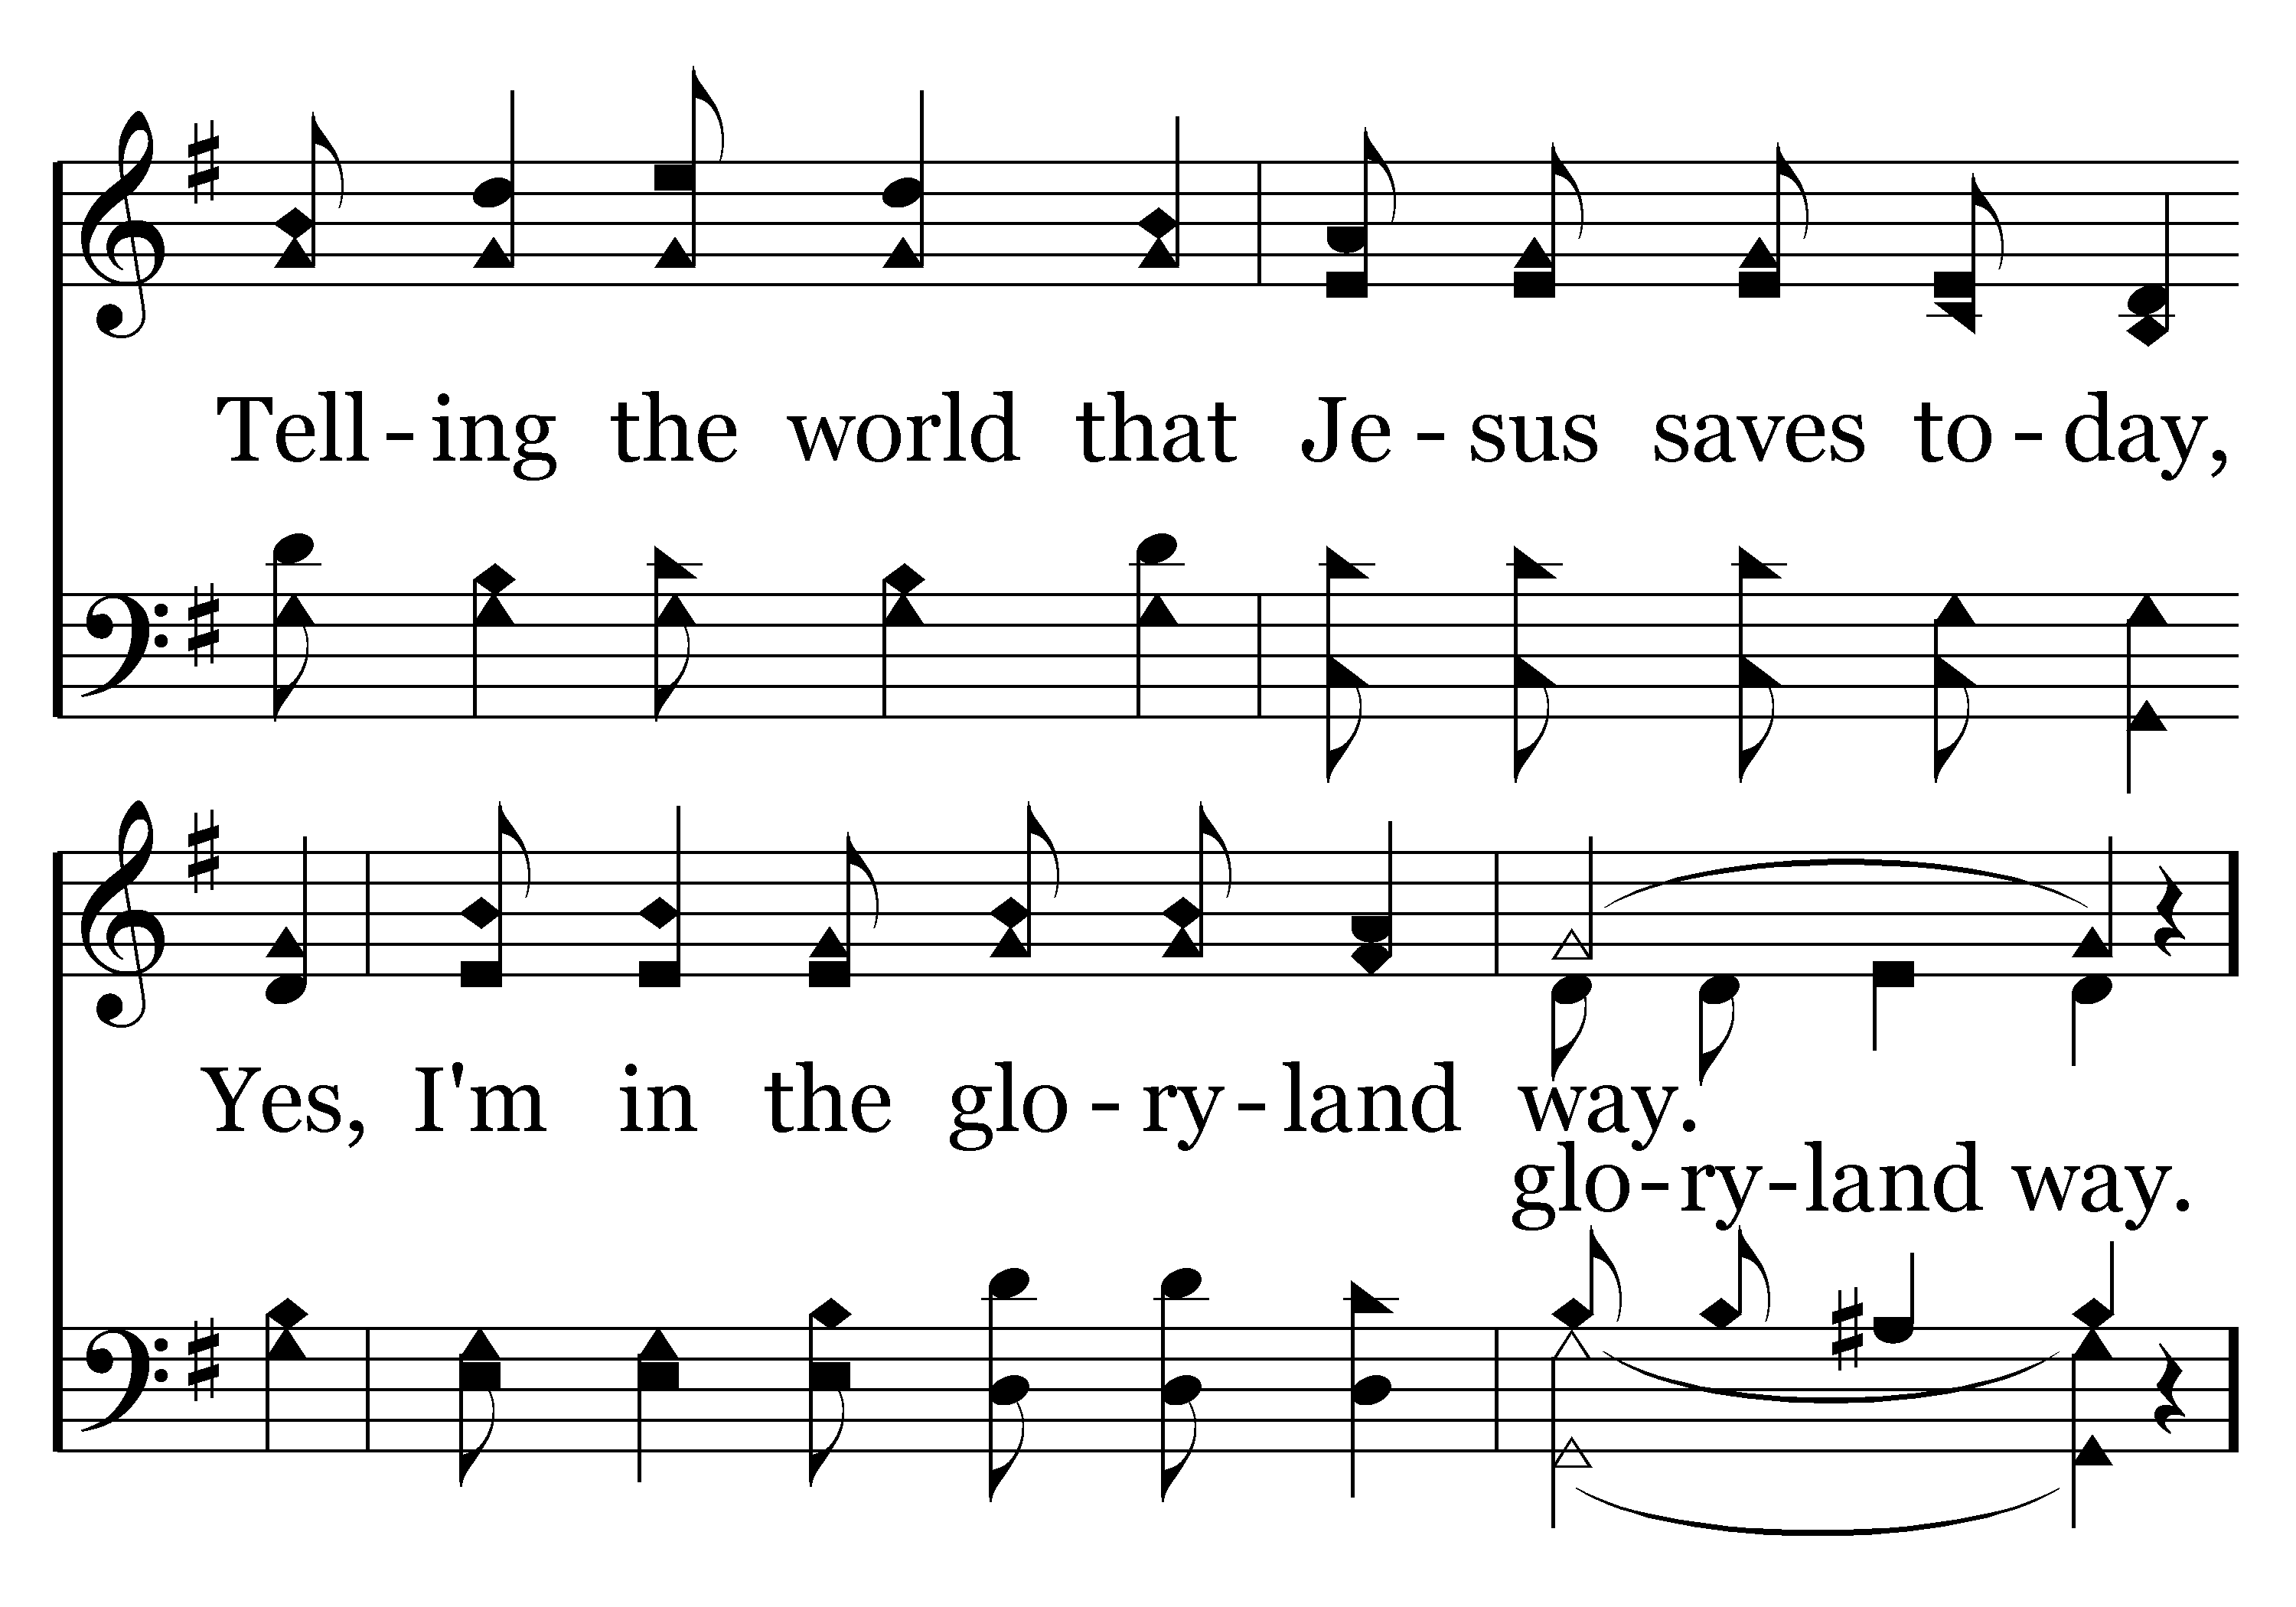 Tell - ing the world that Je - sus saves to - day,
Yes, I'm in the glo - ry - land way.
glo - ry - land way.